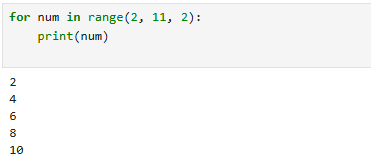 for num in range(2, 11, 2):
    print(num)
2
4
6
8
10